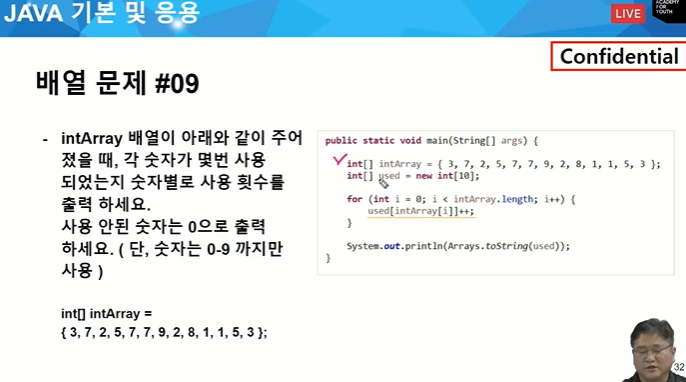 JAVA 기본 및 응용
LIVE
ACADEMY
FOR
YOUTH
Confidential
배열 문제 #09
- intArray 배열이 아래와 같이 주어
졌을 때, 각 숫자가 몇번 사용
되었는지 숫자별로 사용 횟수를
출력 하세요.
사용 안된 숫자는 0으로 출력
하세요. ( 단, 숫자는 0-9 까지만
사용 )
int[] intArray =
{ 3, 7, 2, 5, 7, 7, 9, 2, 8, 1, 1, 5, 3 };
public static void main(String[] args) {
int[] intArray = { 3, 7, 2, 5, 7, 7, 9, 2, 8, 1, 1, 5, 3 };
int[] used = new int[10];
for (int i = 0; i < intArray.length; i++) {
used[intArray[i]]++;
}
System.out.println(Arrays.toString(used));
}
32